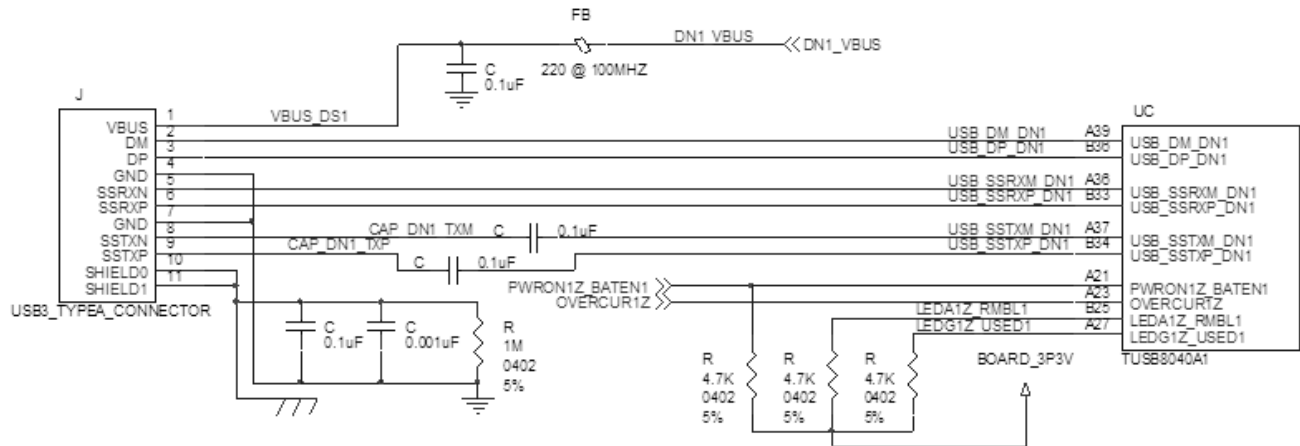 FB
DN1_VBUS
DN1_VBUS
C
0.1uF
220 @ 100MHZ
J
1
VBUS_DS1
UC
VBUS
2
USB_DM_DN1
A39
DM
3
USB_DP_DN1
B36
USB_DM_DN1
DP
4
USB_DP_DN1
GND
5
USB_SSRXM_DN1
A36
SSRXN
6
USB_SSRXP_DN1
B33
USB_SSRXM_DN1
SSRXP
7
USB_SSRXP_DN1
GND
8
CAP_DN1_TXM
C
0.1uF
USB_SSTXM_DN1
A37
SSTXN
9
CAP_DN1_TXP
USB_SSTXP_DN1
B34
USB_SSTXM_DN1
SSTXP
10
C
0.1uF
USB_SSTXP_DN1
SHIELD0
11
A21
SHIELD1
PWRON1Z_BATEN1
PWRON1Z_BATEN1
USB3_TYPEA_CONNECTOR
OVERCUR1Z
A23
OVERCUR1Z
LEDA1Z_RMBL1
B25
LEDA1Z_RMBL1
LEDG1Z_USED1
A27
LEDG1Z_USED1
C
0.1uF
C
0.001uF
R
1M
0402
5%
R
4.7K
0402
5%
R
4.7K
0402
5%
R
4.7K
0402
5%
BOARD_3P3V
TUSB8040A1